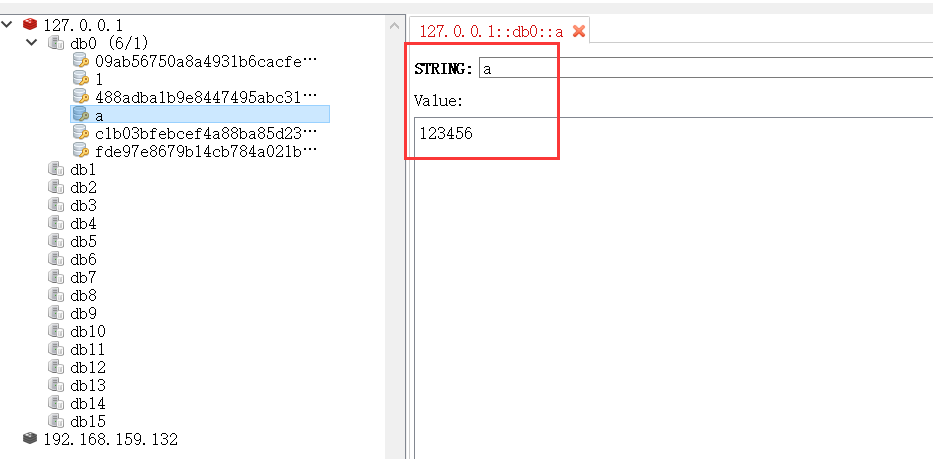 127.0.0.1
db0 (6/1)
09ab56750a8a4931b6cacfe···
1
488adba1b9e8447495abc31···
a
c1b03bfebcef4a88ba85d23···
fde97e8679b14cb784a021b···
db1
db2
db3
db4
db5
db6
db7
db8
db9
db10
db11
db12
db13
db14
db15
192.168.159.132
127.0.0.1::db0::a
STRING: a
Value:
123456